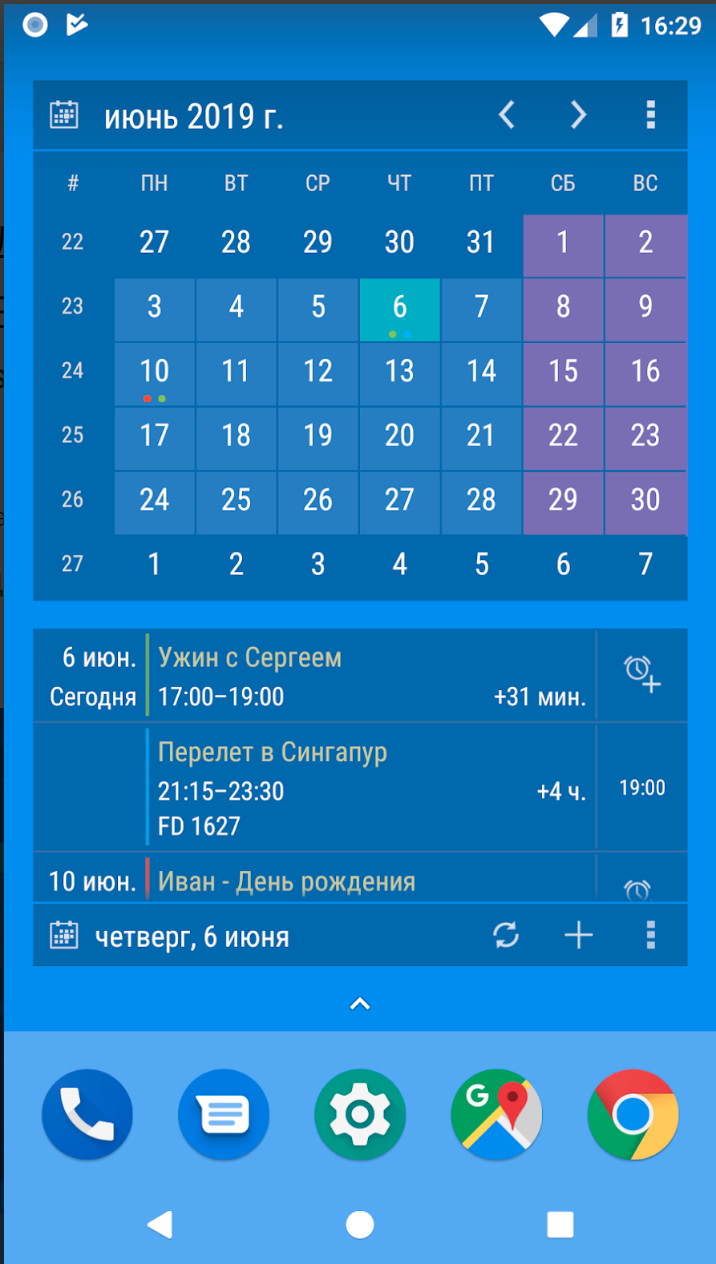 16:29
июнь 2019 г.
# ПН ВТ СР ЧТ ПТ СБ ВС
22 27 28 29 30 31 1 2
23 3 4 5 6 7 8 9
24 10 11 12 13 14 15 16
25 17 18 19 20 21 22 23
26 24 25 26 27 28 29 30
27 1 2 3 4 5 6 7
6 июн. Ужин с Сергеем
Сегодня 17:00–19:00 +31 мин.
Перелет в Сингапур
21:15–23:30 +4 ч. 19:00
FD 1627
10 июн. Иван - День рождения
четверг, 6 июня
G